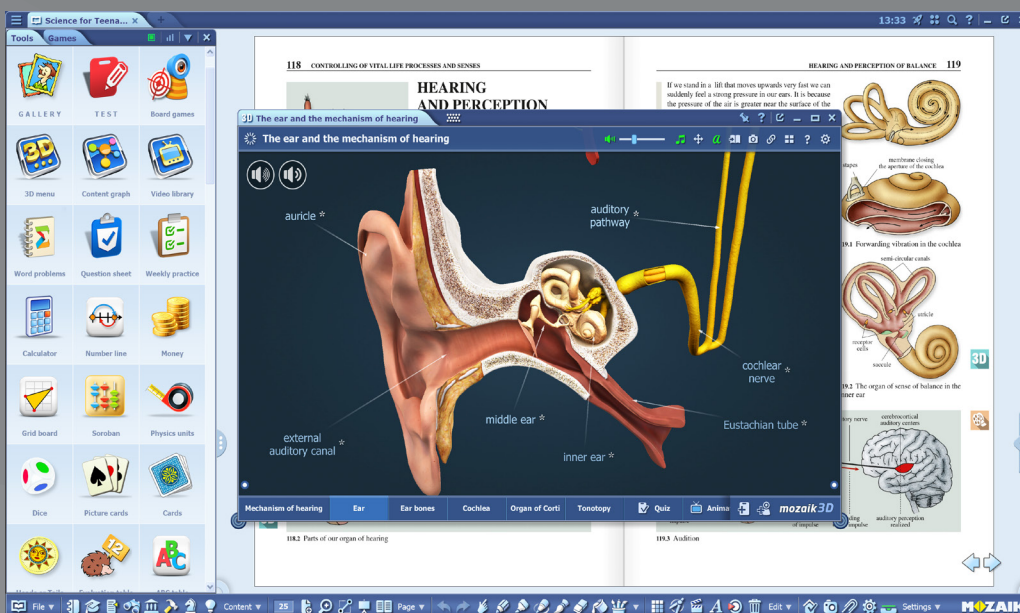 Science for Teena...
13:33
Tools
Games
GALLERY
TEST
Board games
3D menu
Content graph
Video library
Word problems
Question sheet
Weekly practice
Calculator
Number line
Money
Grid board
Soroban
Physics units
Dice
Picture cards
Cards
118 CONTROLLING OF VITAL LIFE PROCESSES AND SENSES
HEARING
AND PERCEPTION
HEARING AND PERCEPTION OF BALANCE 119
If we stand in a lift that moves upwards very fast we can
suddenly feel a strong pressure in our ears. It is because
the pressure of the air is greater near the surface of the
3D The ear and the mechanism of hearing
The ear and the mechanism of hearing
auricle *
auditory
pathway *
cochlear
nerve *
middle ear *
Eustachian tube *
external
auditory canal *
inner ear *
Mechanism of hearing
Ear
Ear bones
Cochlea
Organ of Corti
Tonotopy
Quiz
Anima
mozaik3D
membrane closing
the aperture of the cochlea
19.1 Forwarding vibration in the cochlea
semi-circular canals
utricle
receptor
cells
saccule
3D
19.2 The organ of sense of balance in the
nner ear
cerebrocortical
auditory centers
auditory perception
realized
of impulse
118.2 Parts of our organ of hearing
119.3 Audition
File
Content
25
Page
Edit
Settings
MOZAIK